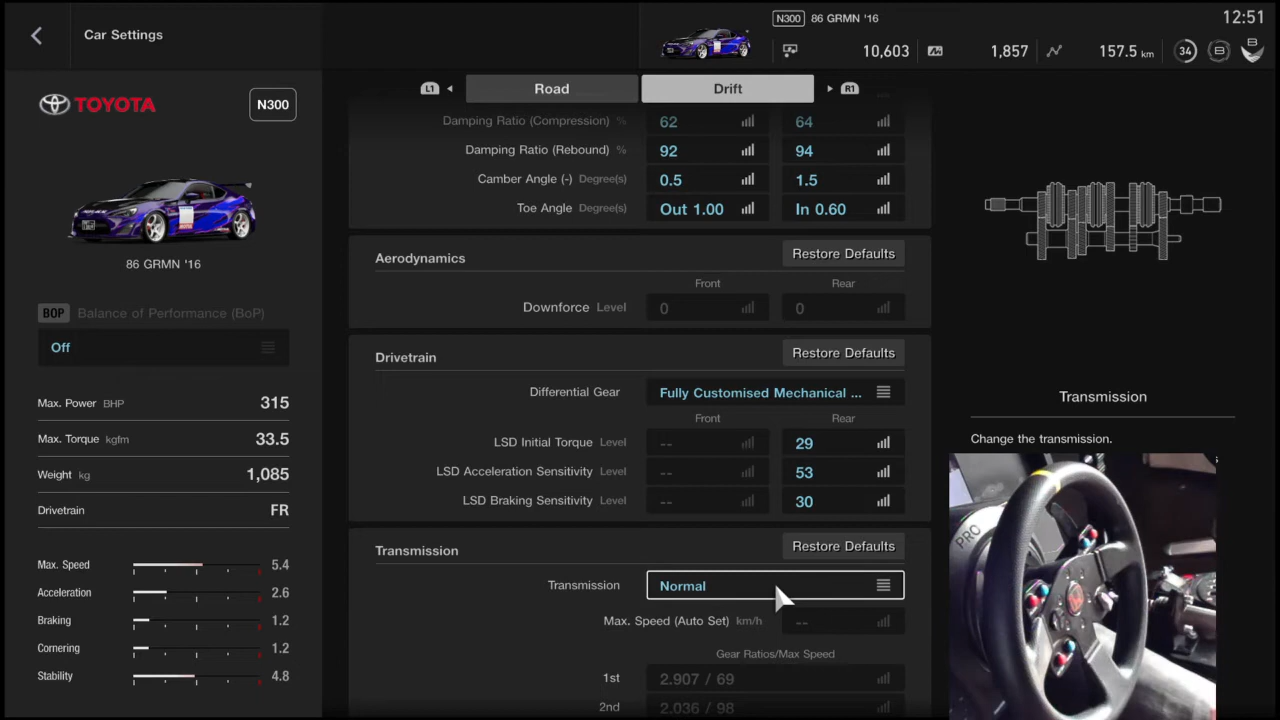 Car Settings
N300 86 GRMN '16
12:51
10,603 1,857 157.5 km 34 B B
TOYOTA
N300
L1 Road Drift R1
86 GRMN '16
BOP Balance of Performance (BoP)
Off
Max. Power BHP 315
Max. Torque kgfm 33.5
Weight kg 1,085
Drivetrain FR
Max. Speed 5.4
Acceleration 2.6
Braking 1.2
Cornering 1.2
Stability 4.8
Damping Ratio (Compression) % 62 64
Damping Ratio (Rebound) % 92 94
Camber Angle (-) Degree(s) 0.5 1.5
Toe Angle Degree(s) Out 1.00 In 0.60
Aerodynamics Restore Defaults
Front Rear
Downforce Level 0 0
Drivetrain Restore Defaults
Differential Gear Fully Customised Mechanical ...
Front Rear
LSD Initial Torque Level -- 29
LSD Acceleration Sensitivity Level -- 53
LSD Braking Sensitivity Level -- 30
Transmission Restore Defaults
Transmission Normal
Max. Speed (Auto Set) km/h --
Gear Ratios/Max Speed
1st 2.907 / 69
2nd 2.036 / 98
Transmission
Change the transmission.
PRO